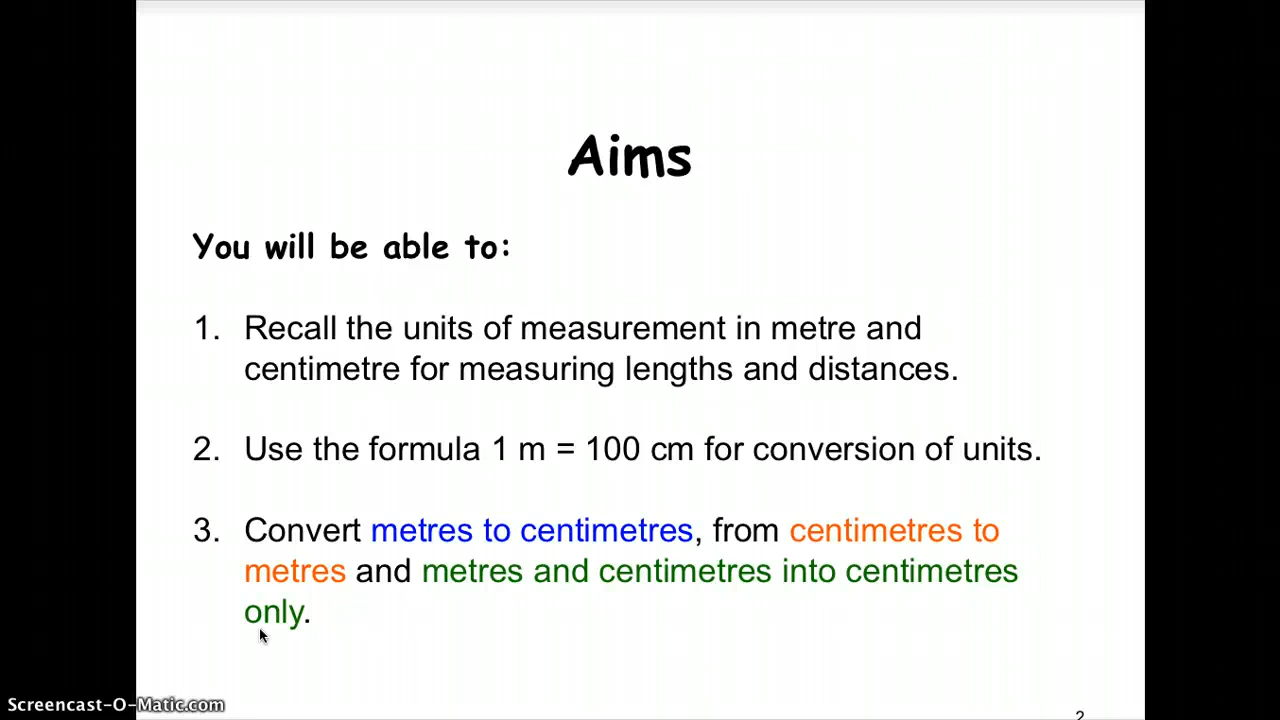 Aims
You will be able to:
1. Recall the units of measurement in metre and
centimetre for measuring lengths and distances.
2. Use the formula 1 m = 100 cm for conversion of units.
3. Convert metres to centimetres, from centimetres to
metres and metres and centimetres into centimetres
only.
Screencast-O-Matic.com
2